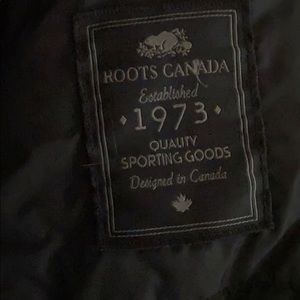 ROOTS CANADA
Established
• 1973 •
QUALITY
SPORTING GOODS
Designed in Canada